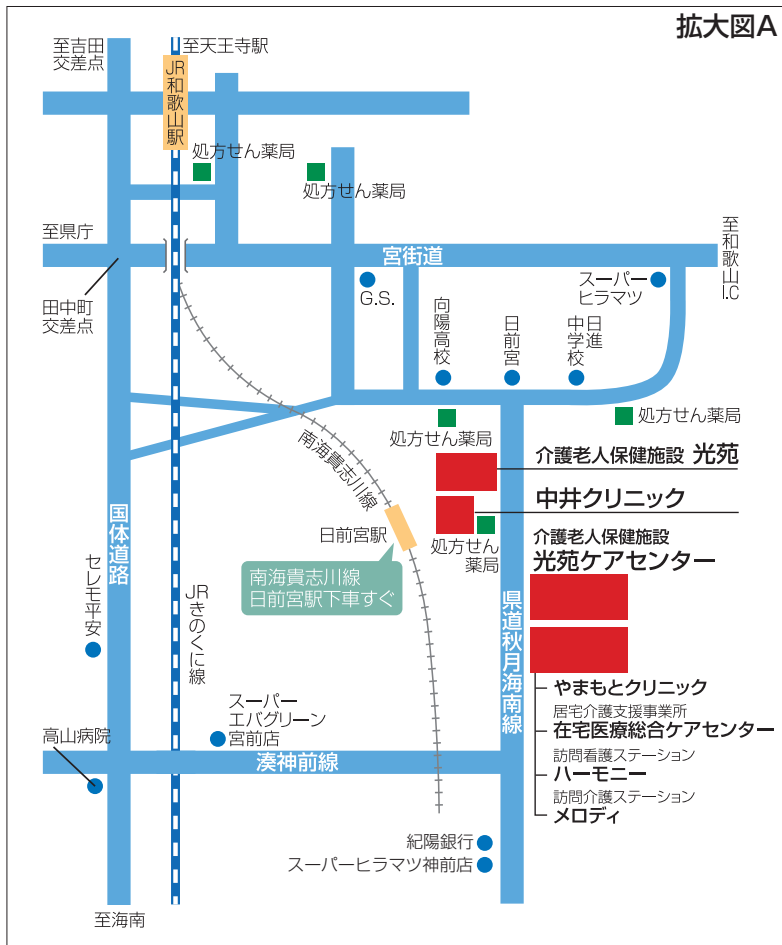 拡大図A
至吉田
交差点
至天王寺駅
JR和歌山駅
処方せん薬局
処方せん薬局
至県庁
宮街道
至和歌山I.C
田中町
交差点
G.S.
スーパー
ヒラマツ
向陽高校
日前宮
日進
中学校
処方せん薬局
処方せん薬局
南海貴志川線
介護老人保健施設 光苑
中井クリニック
処方せん
薬局
国体道路
日前宮駅
南海貴志川線
日前宮駅下車すぐ
介護老人保健施設
光苑ケアセンター
セレモ平安
JRきのくに線
県道秋月海南線
やまもとクリニック
居宅介護支援事業所
在宅医療総合ケアセンター
訪問看護ステーション
ハーモニー
訪問介護ステーション
メロディ
スーパー
エバグリーン
宮前店
高山病院
湊神前線
紀陽銀行
スーパーヒラマツ神前店
至海南